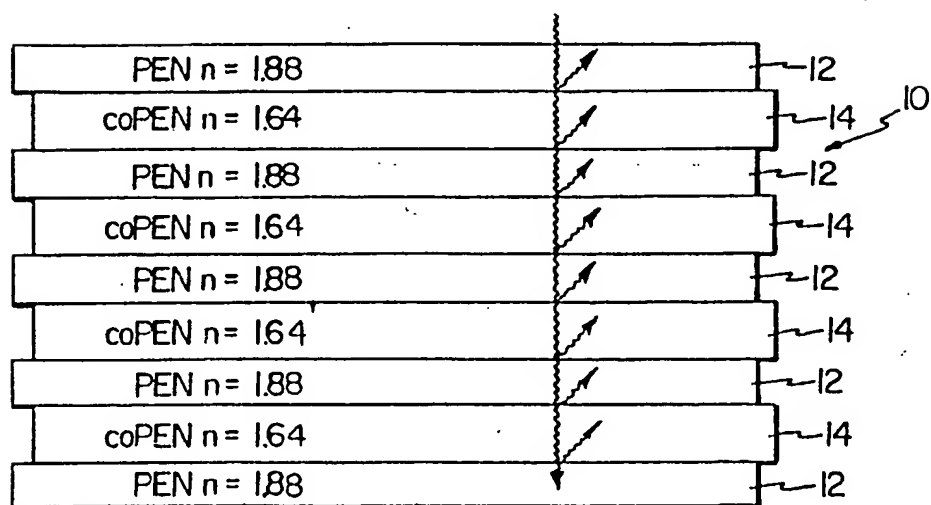 PEN n = 1.88 12
coPEN n = 1.64 14 10
PEN n = 1.88 12
coPEN n = 1.64 14
PEN n = 1.88 12
coPEN n = 1.64 14
PEN n = 1.88 12
coPEN n = 1.64 14
PEN n = 1.88 12